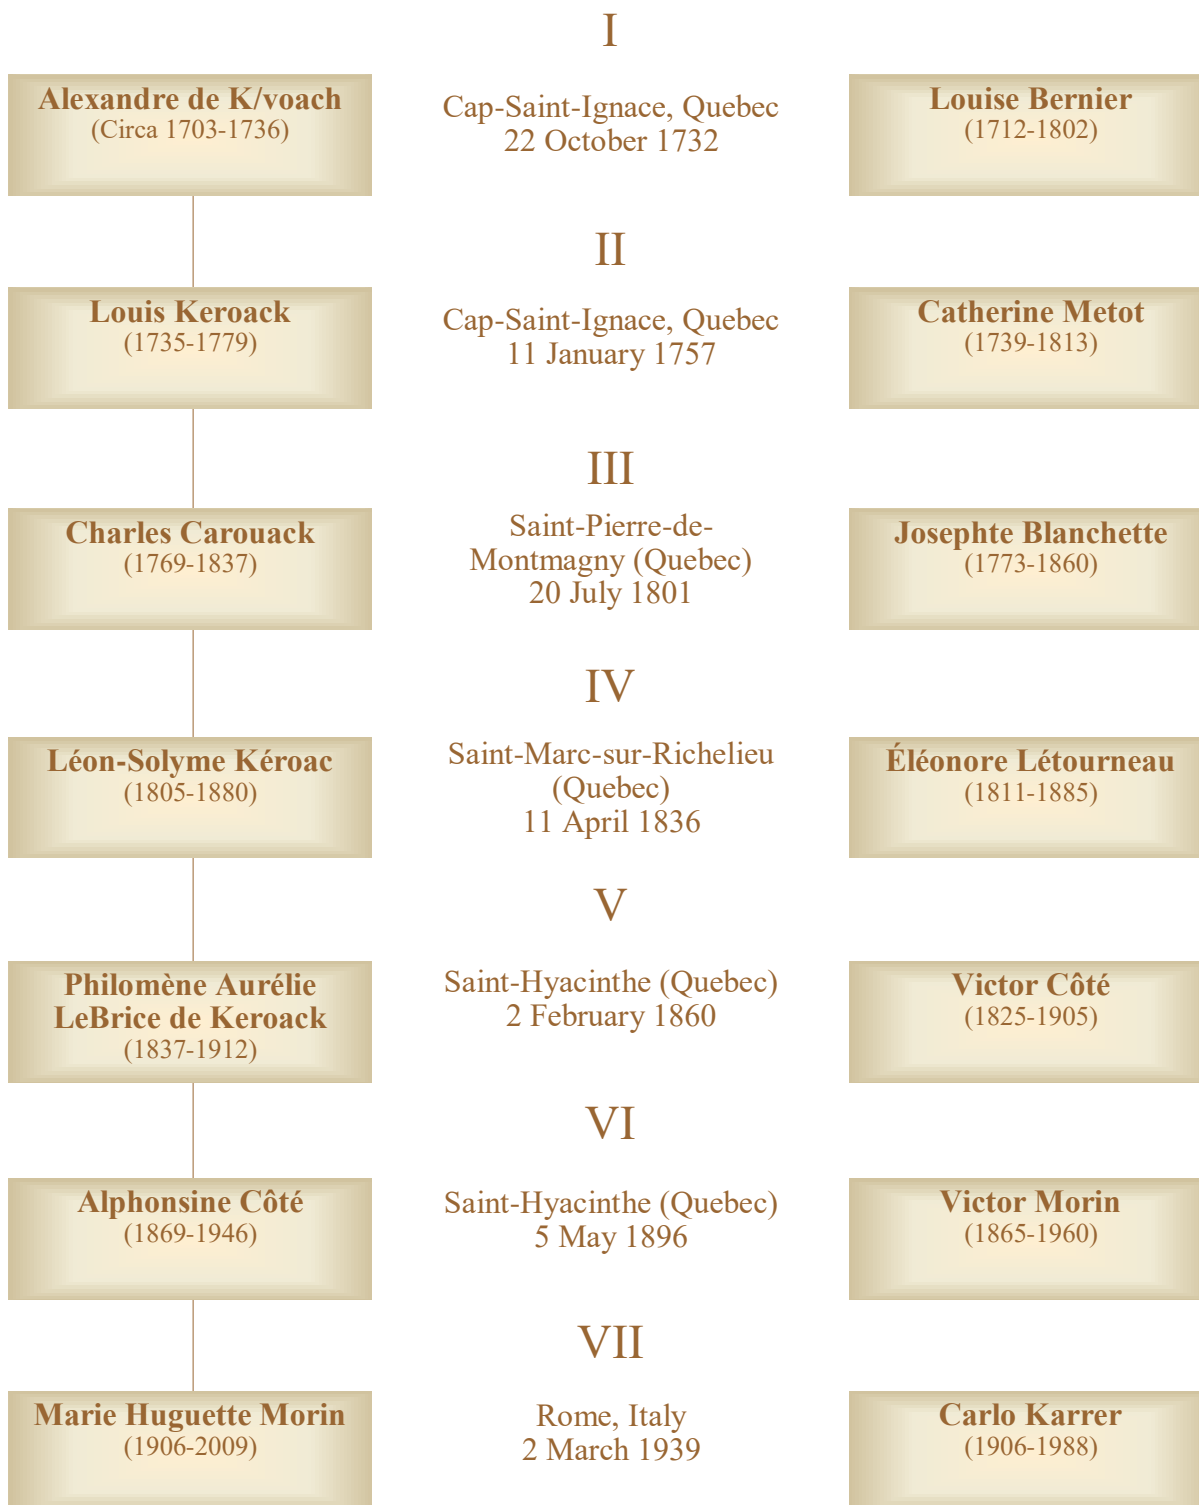 I
Alexandre de K/voach
(Circa 1703-1736)
Cap-Saint-Ignace, Quebec
22 October 1732
Louise Bernier
(1712-1802)
II
Louis Keroack
(1735-1779)
Cap-Saint-Ignace, Quebec
11 January 1757
Catherine Metot
(1739-1813)
III
Charles Carouack
(1769-1837)
Saint-Pierre-de-
Montmagny (Quebec)
20 July 1801
Josephte Blanchette
(1773-1860)
IV
Léon-Solyme Kéroac
(1805-1880)
Saint-Marc-sur-Richelieu
(Quebec)
11 April 1836
Éléonore Létourneau
(1811-1885)
V
Philomène Aurélie
LeBrice de Keroack
(1837-1912)
Saint-Hyacinthe (Quebec)
2 February 1860
Victor Côté
(1825-1905)
VI
Alphonsine Côté
(1869-1946)
Saint-Hyacinthe (Quebec)
5 May 1896
Victor Morin
(1865-1960)
VII
Marie Huguette Morin
(1906-2009)
Rome, Italy
2 March 1939
Carlo Karrer
(1906-1988)